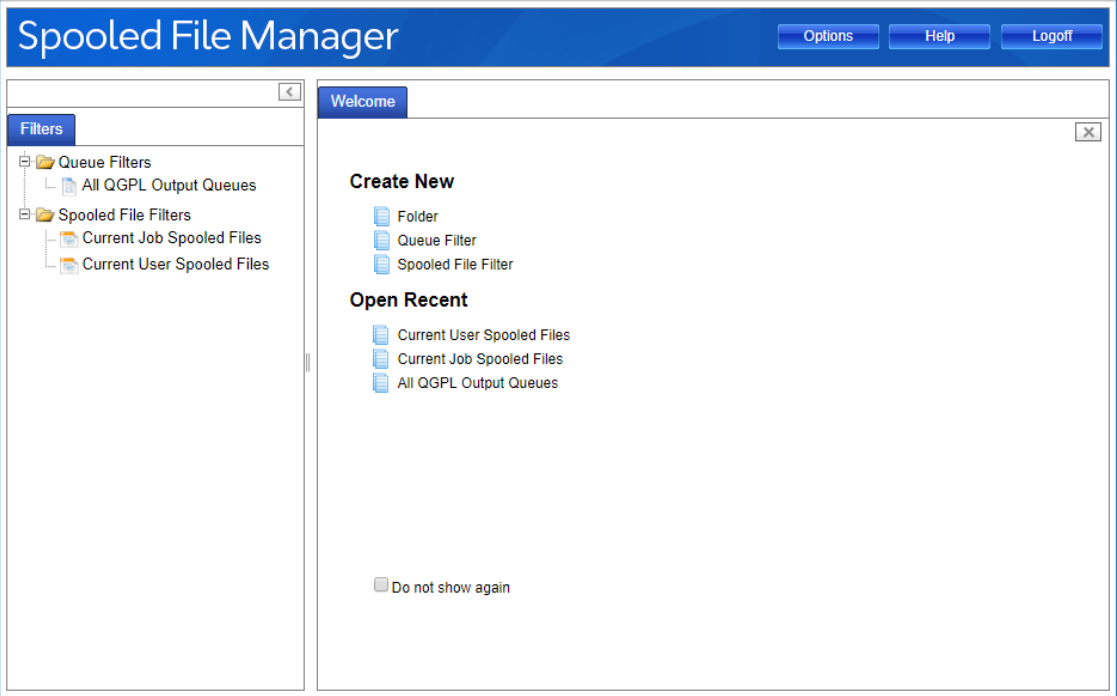 Spooled File Manager
Options
Help
Logoff
Filters
Queue Filters
All QGPL Output Queues
Spooled File Filters
Current Job Spooled Files
Current User Spooled Files
Welcome
Create New
Folder
Queue Filter
Spooled File Filter
Open Recent
Current User Spooled Files
Current Job Spooled Files
All QGPL Output Queues
Do not show again